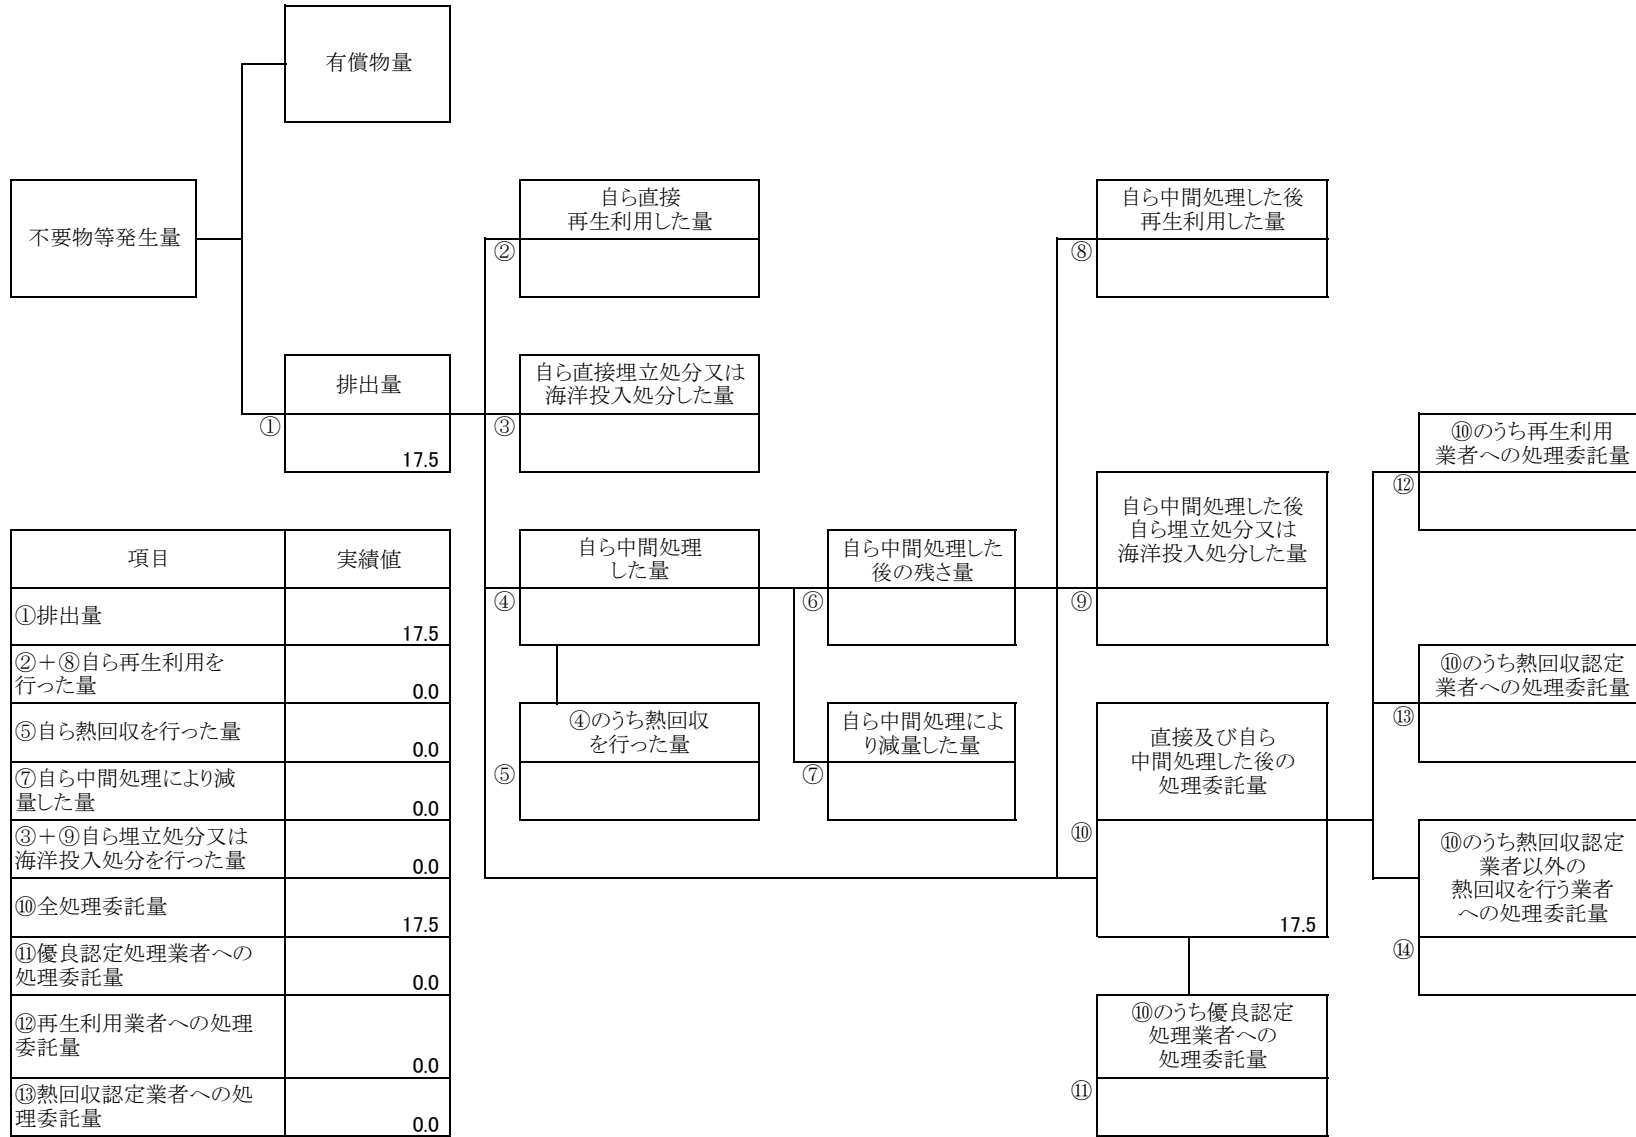 有償物量
不要物等発生量
自ら直接
再生利用した量
②
自ら中間処理した後
再生利用した量
⑧
排出量
①
17.5
自ら直接埋立処分又は
海洋投入処分した量
③
⑩のうち再生利用
業者への処理委託量
⑫
自ら中間処理
した量
④
自ら中間処理した
後の残さ量
⑥
自ら中間処理した後
自ら埋立処分又は
海洋投入処分した量
⑨
⑩のうち熱回収認定
業者への処理委託量
⑬
④のうち熱回収
を行った量
⑤
自ら中間処理によ
り減量した量
⑦
直接及び自ら
中間処理した後の
処理委託量
⑩
17.5
⑩のうち熱回収認定
業者以外の
熱回収を行う業者
への処理委託量
⑭
⑩のうち優良認定
処理業者への
処理委託量
⑪
項目 実績値
①排出量
17.5
②＋⑧自ら再生利用を
行った量
0.0
⑤自ら熱回収を行った量
0.0
⑦自ら中間処理により減
量した量
0.0
③＋⑨自ら埋立処分又は
海洋投入処分を行った量
0.0
⑩全処理委託量
17.5
⑪優良認定処理業者への
処理委託量
0.0
⑫再生利用業者への処理
委託量
0.0
⑬熱回収認定業者への処
理委託量
0.0